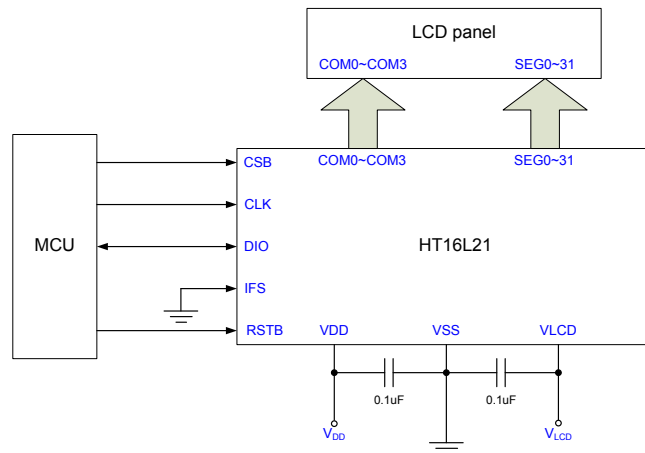 LCD panel
COM0~COM3 SEG0~31
COM0~COM3 SEG0~31
CSB
CLK
MCU DIO HT16L21
IFS
RSTB VDD VSS VLCD
0.1uF 0.1uF
VDD VLCD